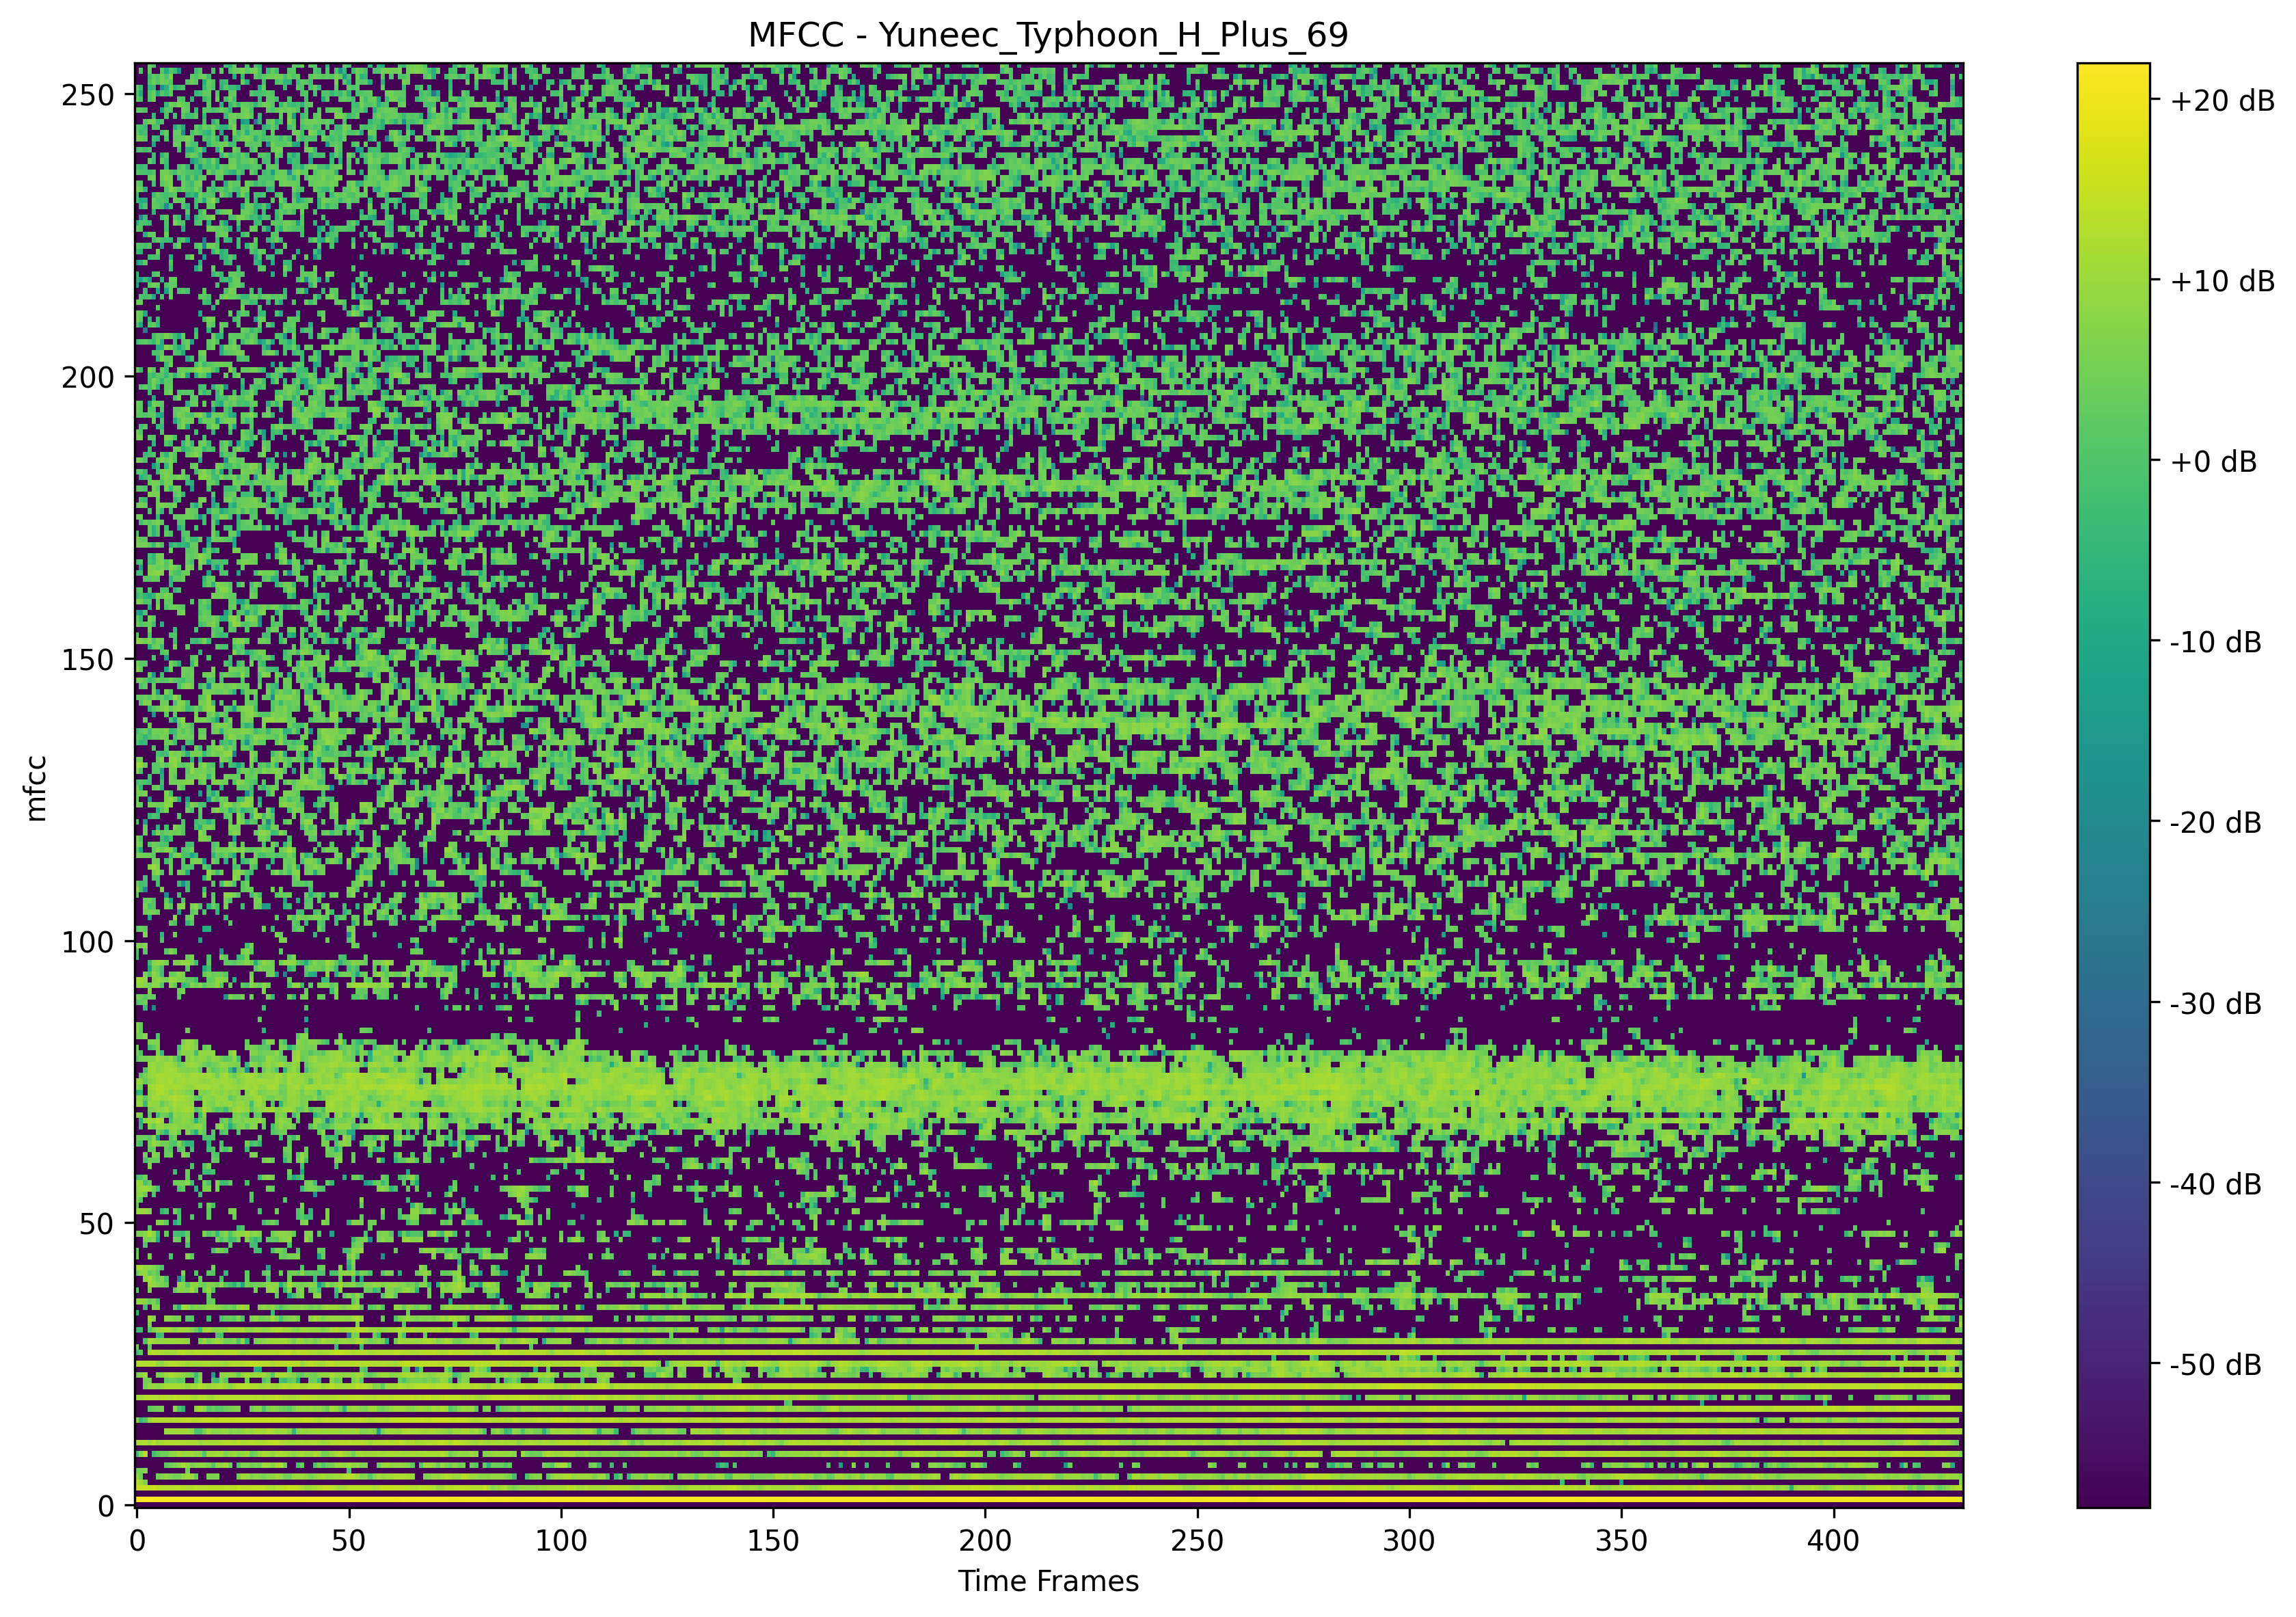 MFCC - Yuneec_Typhoon_H_Plus_69
250
200
150
100
50
0
mfcc
0 50 100 150 200 250 300 350 400
Time Frames
+20 dB
+10 dB
+0 dB
-10 dB
-20 dB
-30 dB
-40 dB
-50 dB